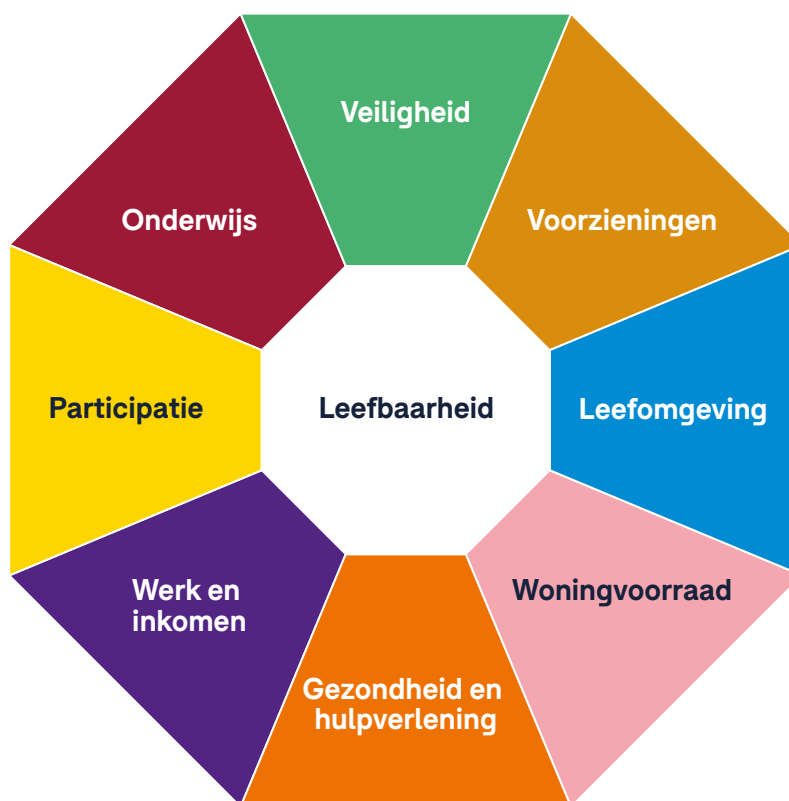 Veiligheid
Onderwijs
Voorzieningen
Participatie
Leefbaarheid
Leefomgeving
Werk en
inkomen
Woningvoorraad
Gezondheid en
hulpverlening